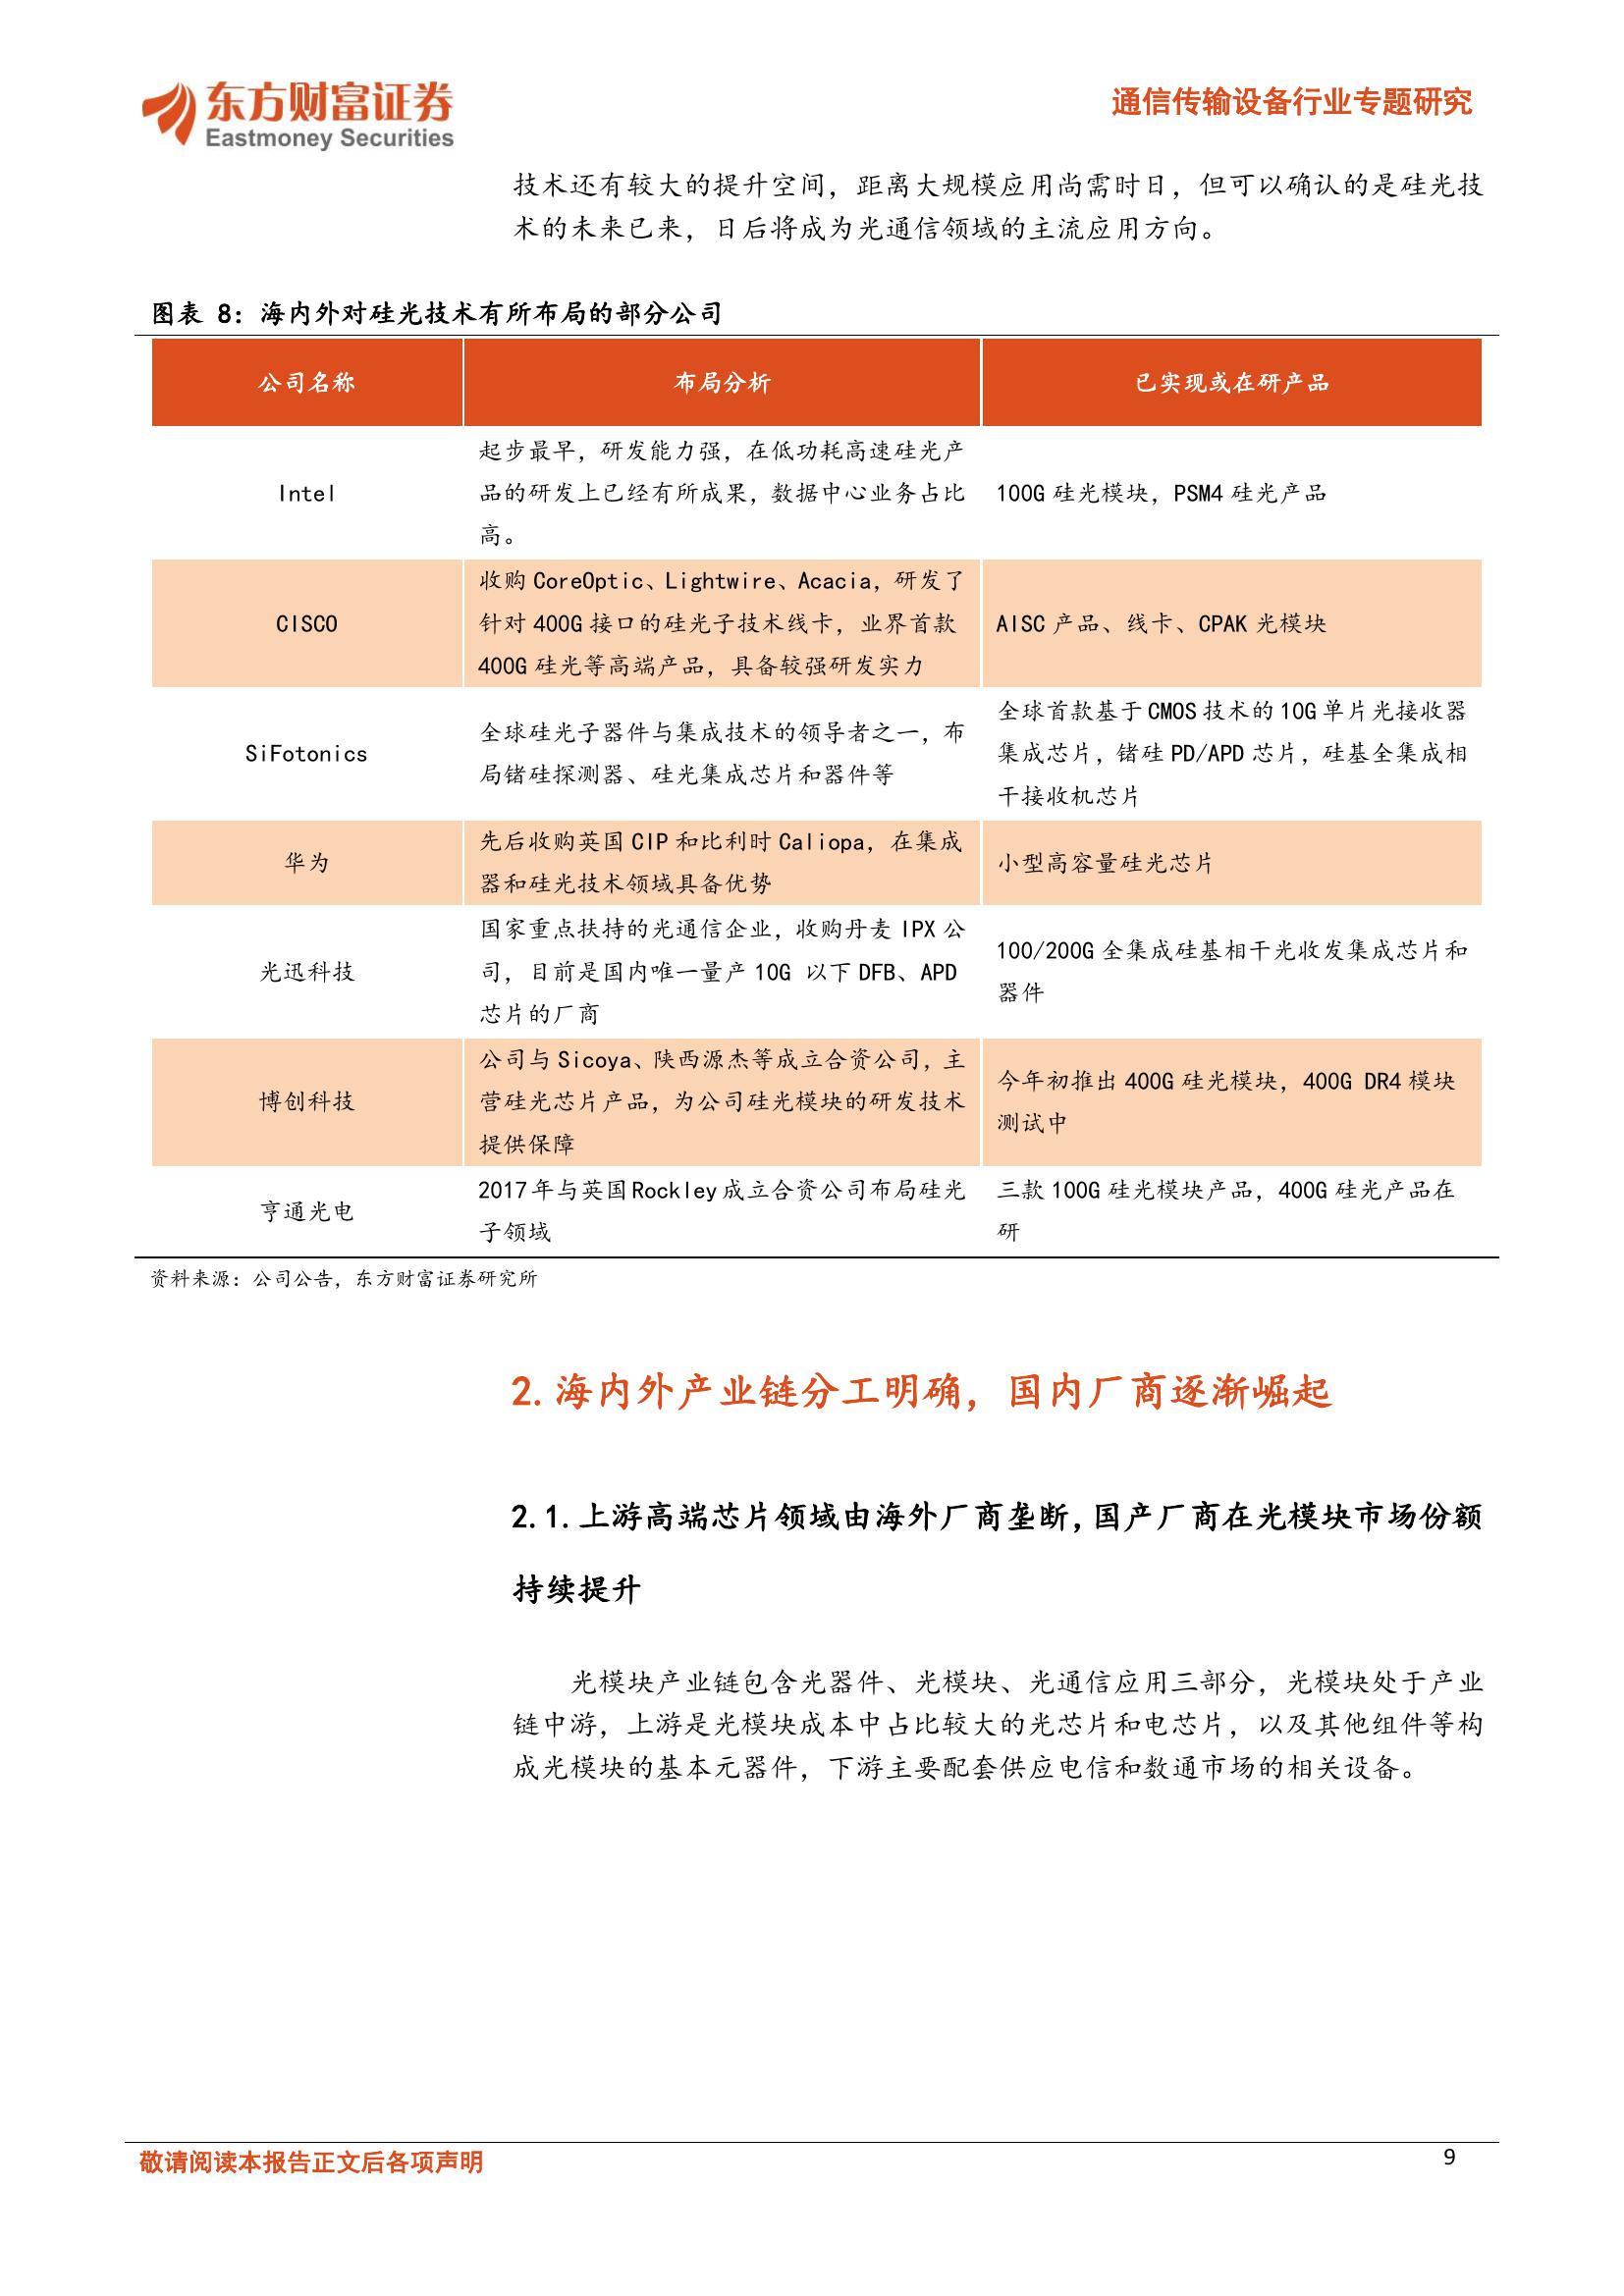 东方财富证券
Eastmoney Securities
通信传输设备行业专题研究
技术还有较大的提升空间，距离大规模应用尚需时日，但可以确认的是硅光技
术的未来已来，日后将成为光通信领域的主流应用方向。
图表 8：海内外对硅光技术有所布局的部分公司
公司名称 布局分析 已实现或在研产品
Intel
起步最早，研发能力强，在低功耗高速硅光产
品的研发上已经有所成果，数据中心业务占比
高。
100G 硅光模块，PSM4 硅光产品
CISCO
收购 CoreOptic、Lightwire、Acacia，研发了
针对 400G 接口的硅光子技术线卡，业界首款
400G 硅光等高端产品，具备较强研发实力
AISC 产品、线卡、CPAK 光模块
SiFotonics
全球硅光子器件与集成技术的领导者之一，布
局锗硅探测器、硅光集成芯片和器件等
全球首款基于 CMOS 技术的 10G 单片光接收器
集成芯片，锗硅 PD/APD 芯片，硅基全集成相
干接收机芯片
华为
先后收购英国 CIP 和比利时 Caliopa，在集成
器和硅光技术领域具备优势
小型高容量硅光芯片
光迅科技
国家重点扶持的光通信企业，收购丹麦 IPX 公
司，目前是国内唯一量产 10G 以下 DFB、APD
芯片的厂商
100/200G 全集成硅基相干光收发集成芯片和
器件
博创科技
公司与 Sicoya、陕西源杰等成立合资公司，主
营硅光芯片产品，为公司硅光模块的研发技术
提供保障
今年初推出 400G 硅光模块，400G DR4 模块
测试中
亨通光电
2017 年与英国 Rockley 成立合资公司布局硅光
子领域
三款 100G 硅光模块产品，400G 硅光产品在
研
资料来源：公司公告，东方财富证券研究所
2. 海内外产业链分工明确，国内厂商逐渐崛起
2.1. 上游高端芯片领域由海外厂商垄断，国产厂商在光模块市场份额
持续提升
光模块产业链包含光器件、光模块、光通信应用三部分，光模块处于产业
链中游，上游是光模块成本中占比较大的光芯片和电芯片，以及其他组件等构
成光模块的基本元器件，下游主要配套供应电信和数通市场的相关设备。
敬请阅读本报告正文后各项声明
9